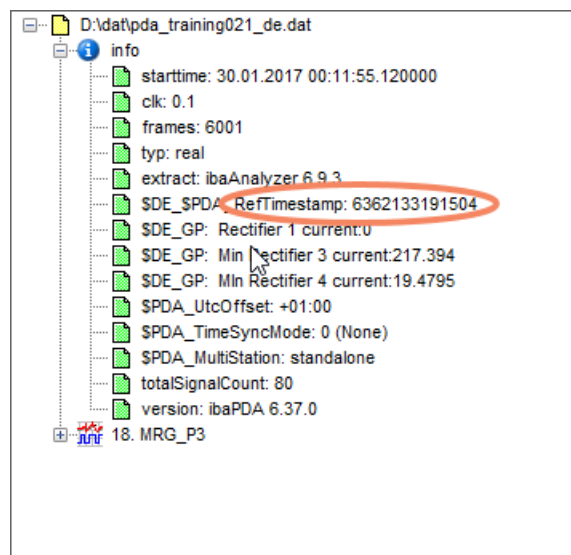 D:\dat\pda_training021_de.dat
info
starttime: 30.01.2017 00:11:55.120000
clk: 0.1
frames: 6001
typ: real
extract: ibaAnalyzer 6.9.3
$DE_$PDA_RefTimestamp: 6362133191504
$DE_GP: Rectifier 1 current:0
$DE_GP: Min Rectifier 3 current:217.394
$DE_GP: MIn Rectifier 4 current:19.4795
$PDA_UtcOffset: +01:00
$PDA_TimeSyncMode: 0 (None)
$PDA_MultiStation: standalone
totalSignalCount: 80
version: ibaPDA 6.37.0
18. MRG_P3